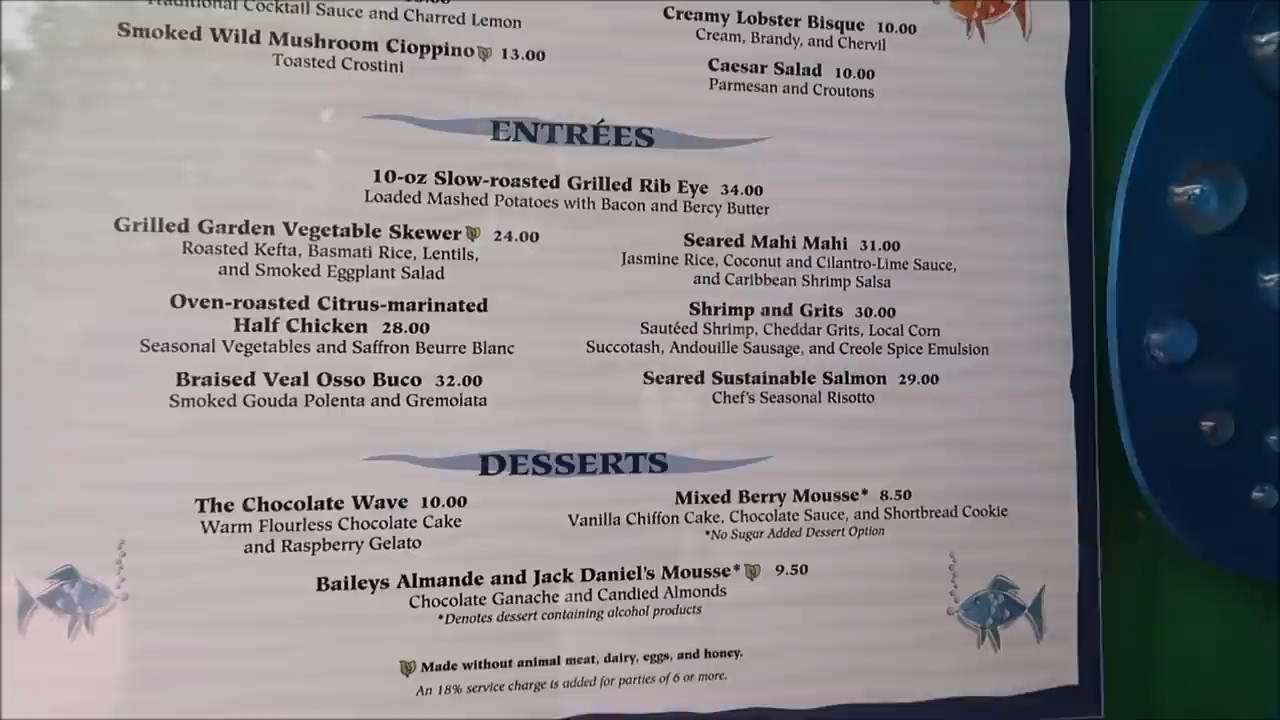 Cocktail Sauce and Charred Lemon
Smoked Wild Mushroom Cioppino 13.00
Toasted Crostini
Creamy Lobster Bisque 10.00
Cream, Brandy, and Chervil
Caesar Salad 10.00
Parmesan and Croutons
ENTRÉES
10-oz Slow-roasted Grilled Rib Eye 34.00
Loaded Mashed Potatoes with Bacon and Bercy Butter
Grilled Garden Vegetable Skewer 24.00
Roasted Kefta, Basmati Rice, Lentils,
and Smoked Eggplant Salad
Oven-roasted Citrus-marinated
Half Chicken 28.00
Seasonal Vegetables and Saffron Beurre Blanc
Braised Veal Osso Buco 32.00
Smoked Gouda Polenta and Gremolata
Seared Mahi Mahi 31.00
Jasmine Rice, Coconut and Cilantro-Lime Sauce,
and Caribbean Shrimp Salsa
Shrimp and Grits 30.00
Sautéed Shrimp, Cheddar Grits, Local Corn
Succotash, Andouille Sausage, and Creole Spice Emulsion
Seared Sustainable Salmon 29.00
Chef's Seasonal Risotto
DESSERTS
The Chocolate Wave 10.00
Warm Flourless Chocolate Cake
and Raspberry Gelato
Mixed Berry Mousse* 8.50
Vanilla Chiffon Cake, Chocolate Sauce, and Shortbread Cookie
*No Sugar Added Dessert Option
Baileys Almande and Jack Daniel's Mousse* 9.50
Chocolate Ganache and Candied Almonds
*Denotes dessert containing alcohol products
Made without animal meat, dairy, eggs, and honey.
An 18% service charge is added for parties of 6 or more.